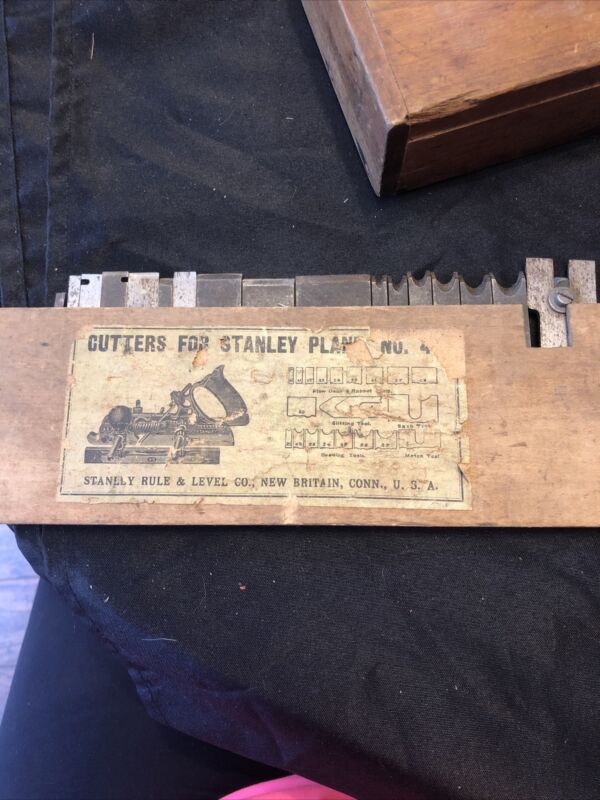 CUTTERS FOR STANLEY PLANE NO. 4
Plow Dado & Rabbet
Slitting Tool. Sash Tool
Beading Tools. Match Tool
STANLEY RULE & LEVEL CO., NEW BRITAIN, CONN., U. S. A.